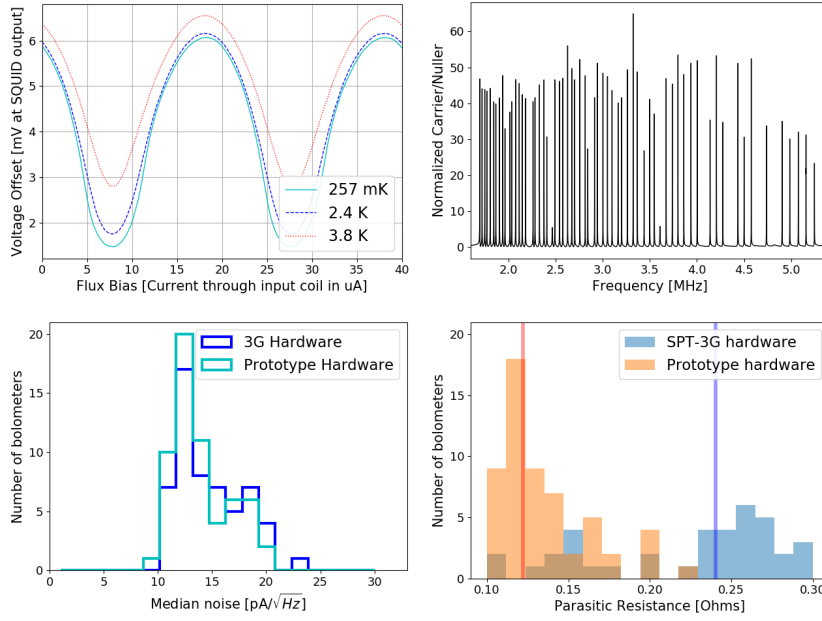 Voltage Offset [mV at SQUID output]
6
5
4
3
2
257 mK
2.4 K
3.8 K
0 5 10 15 20 25 30 35 40
Flux Bias [Current through input coil in uA]
Normalized Carrier/Nuller
60
50
40
30
20
10
0
2.0 2.5 3.0 3.5 4.0 4.5 5.0
Frequency [MHz]
Number of bolometers
20
15
10
5
0
3G Hardware
Prototype Hardware
0 5 10 15 20 25 30
Median noise [pA/√Hz]
Number of bolometers
20
15
10
5
0
SPT-3G hardware
Prototype hardware
0.10 0.15 0.20 0.25 0.30
Parasitic Resistance [Ohms]